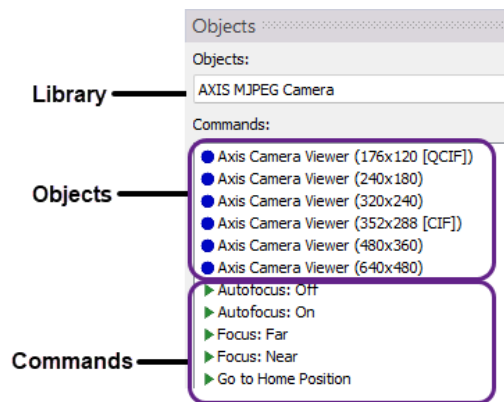 Objects
Objects:
Library
AXIS MJPEG Camera
Commands:
Objects
Axis Camera Viewer (176x120 [QCIF])
Axis Camera Viewer (240x180)
Axis Camera Viewer (320x240)
Axis Camera Viewer (352x288 [CIF])
Axis Camera Viewer (480x360)
Axis Camera Viewer (640x480)
Commands
Autofocus: Off
Autofocus: On
Focus: Far
Focus: Near
Go to Home Position